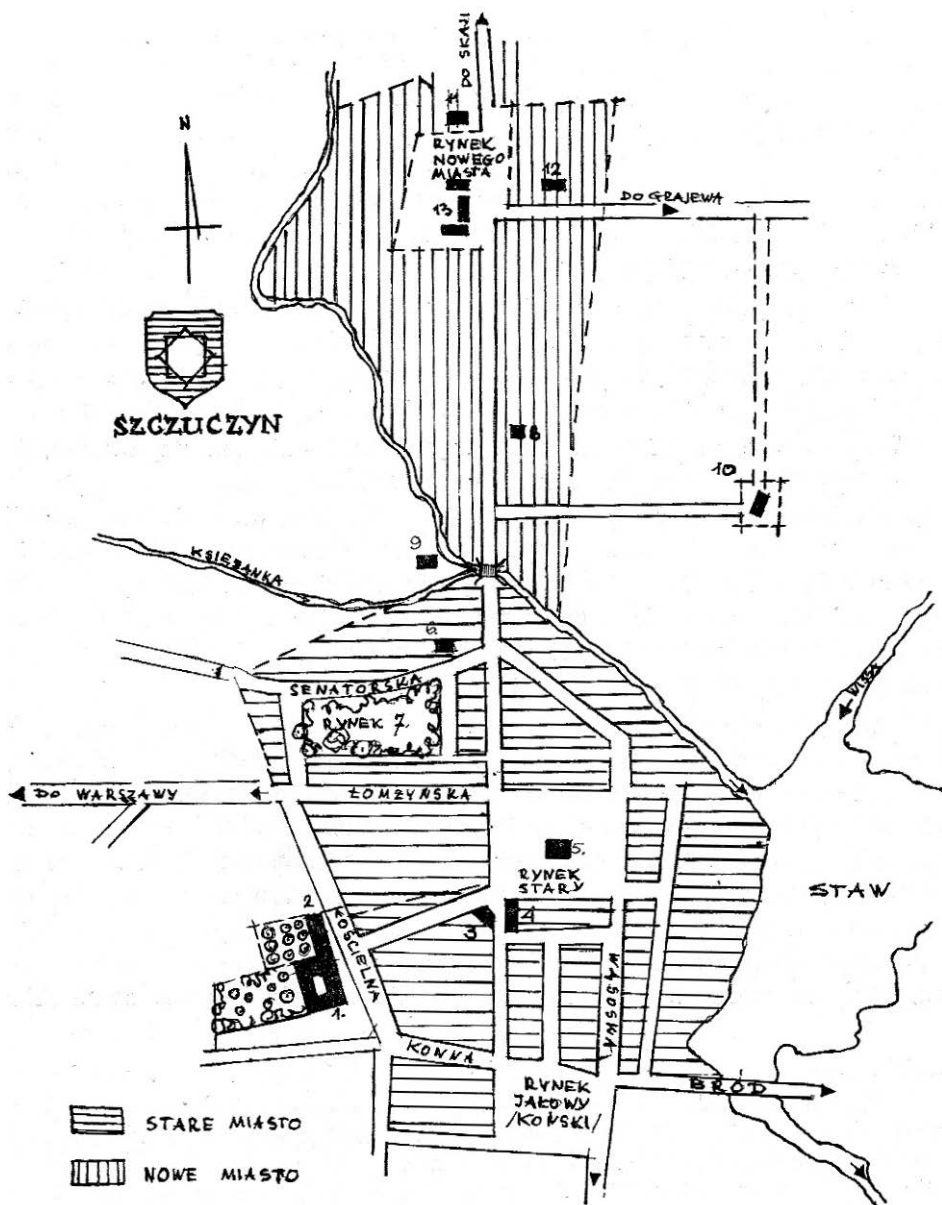 DO SKAJI
N
11
RYNEK
NOWEGO
MIASTA
12
13
DO GRAJEWA
SZCZUCZYN
8
10
9
KSIĘŻANKA
6.
SENATORSKA
RYNEK 7
WISSA
DO WARSZAWY
ŁOMŻYŃSKA
5.
RYNEK
STARY
STAW
2
3
4
KOŚCIELNA
WĄSOSKA
1.
KONNA
RYNEK
JAŁOWY
/KOŃSKI/
BRÓD
STARE MIASTO
NOWE MIASTO